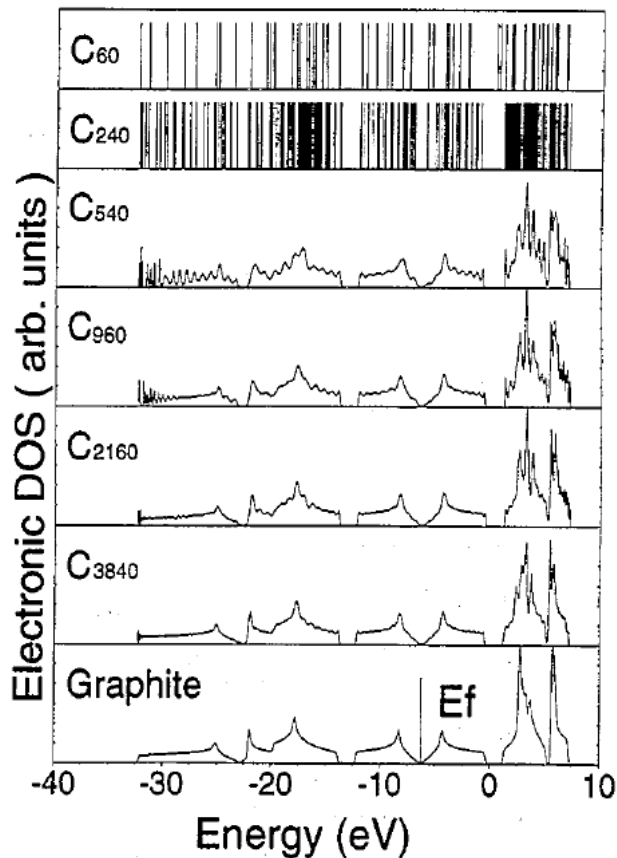 Electronic DOS ( arb. units)
C60
C240
C540
C960
C2160
C3840
Graphite
Ef
-40 -30 -20 -10 0 10
Energy (eV)